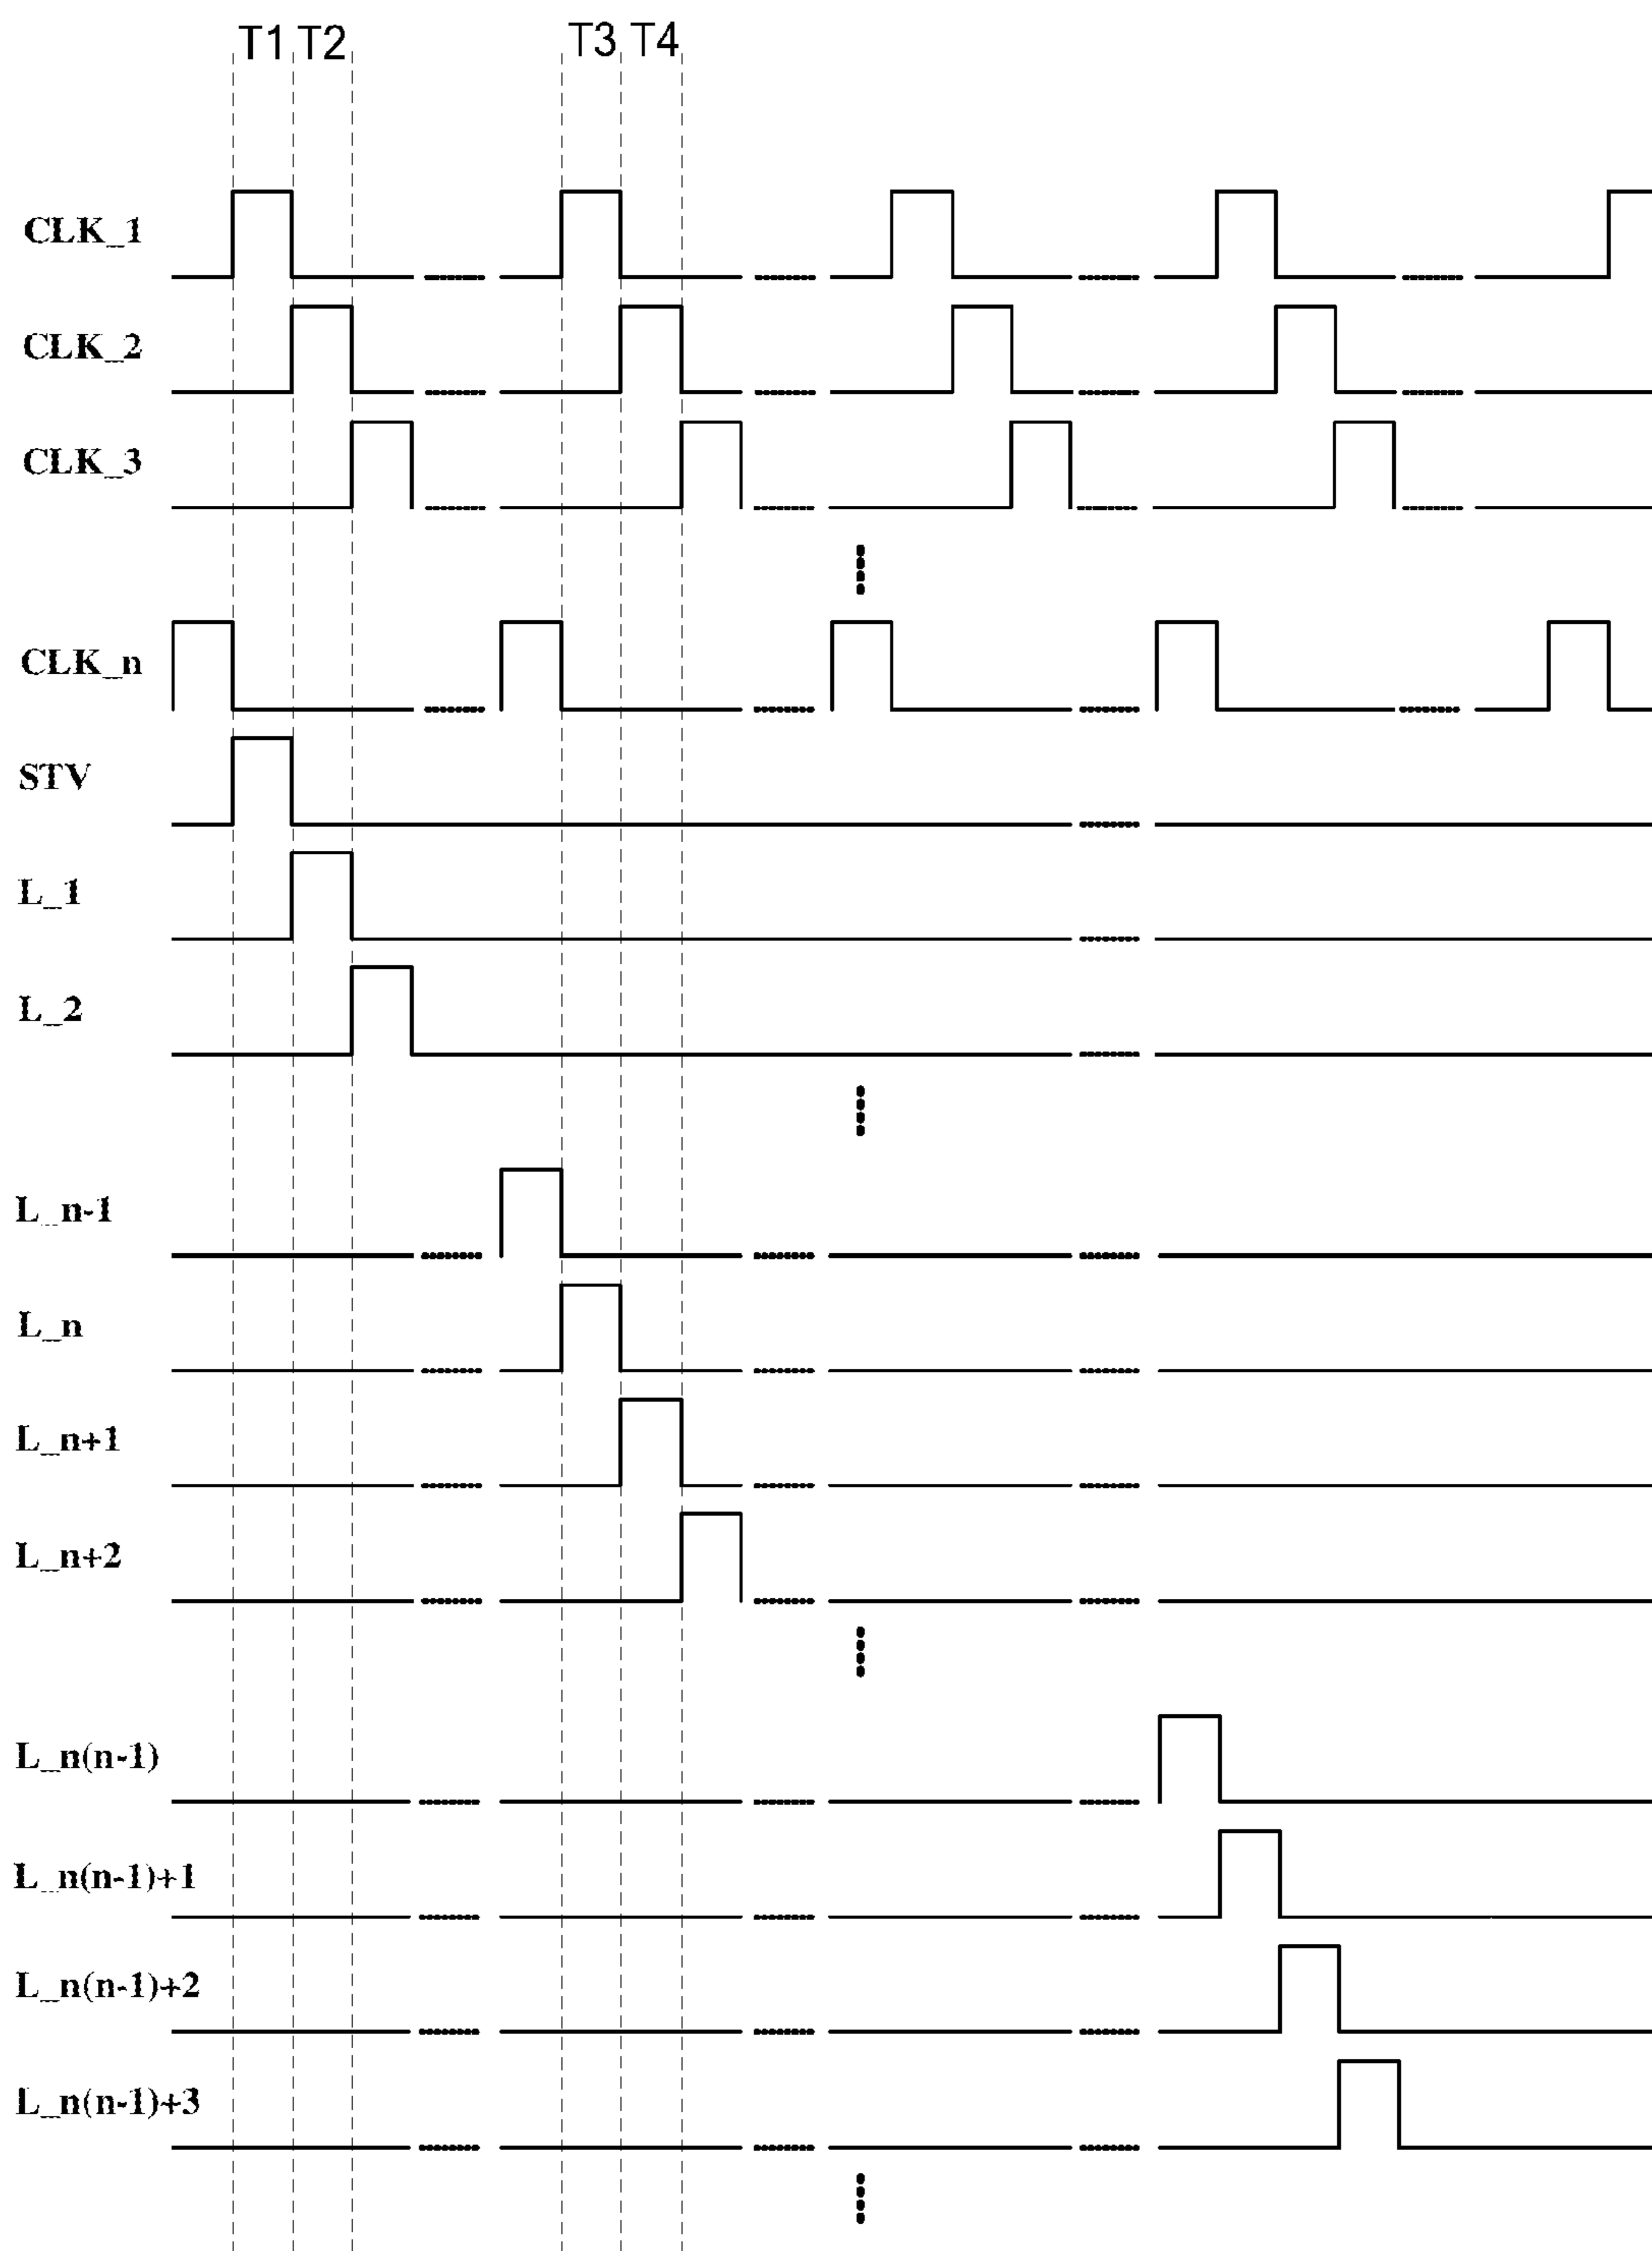 T1 T2 T3 T4
CLK_1
CLK_2
CLK_3
CLK_n
STV
L_1
L_2
L_n-1
L_n
L_n+1
L_n+2
L_n(n-1)
L_n(n-1)+1
L_n(n-1)+2
L_n(n-1)+3